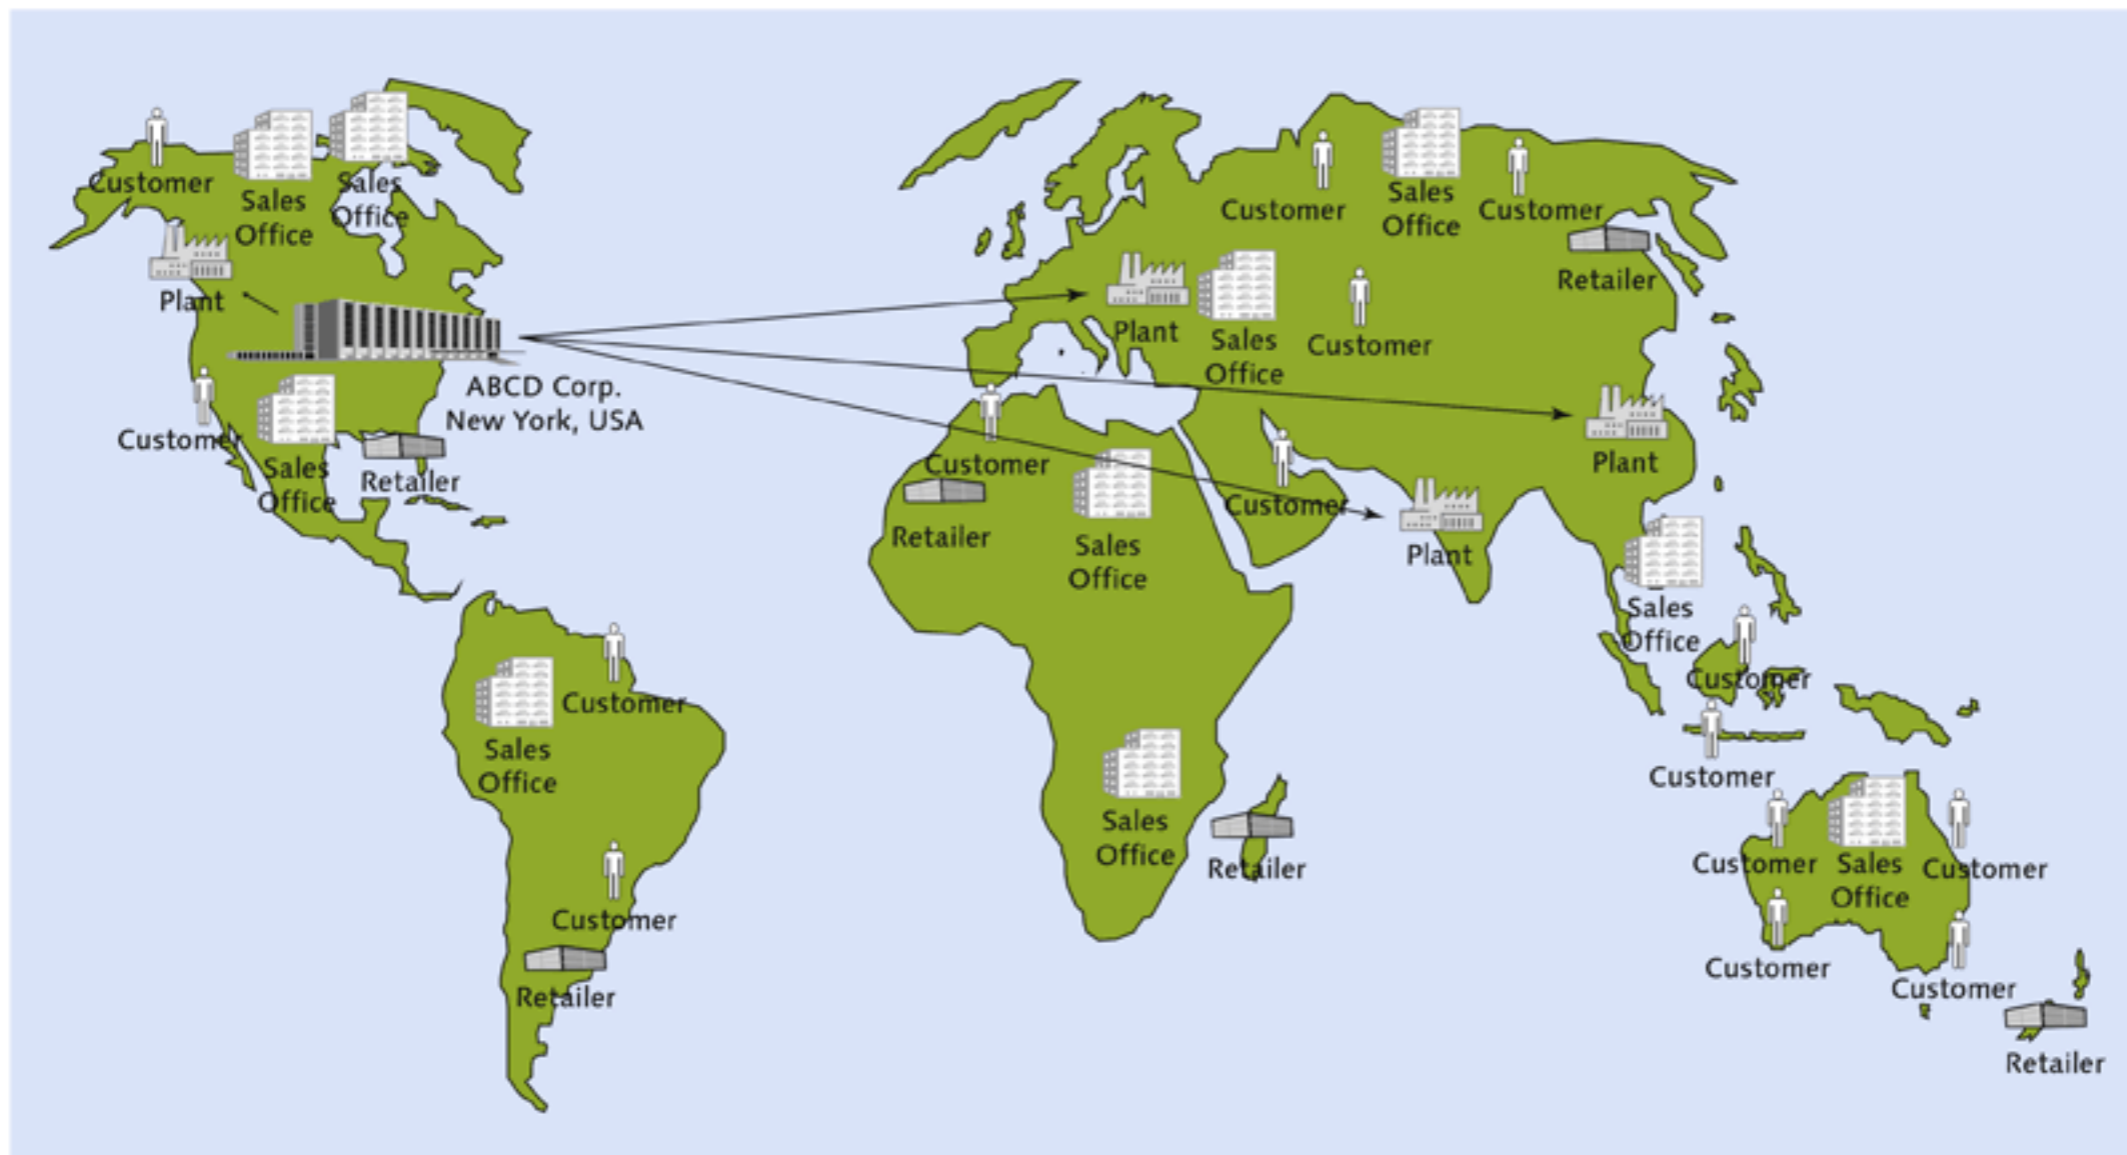 Customer
Sales
Office
Sales
Office
Plant
ABCD Corp.
New York, USA
Customer
Sales
Office
Retailer
Sales
Office
Customer
Customer
Retailer
Customer
Sales
Office
Customer
Retailer
Plant
Sales
Office
Customer
Plant
Customer
Retailer
Sales
Office
Customer
Plant
Sales
Office
Customer
Customer
Sales
Office
Retailer
Customer
Sales
Office
Customer
Customer
Customer
Retailer